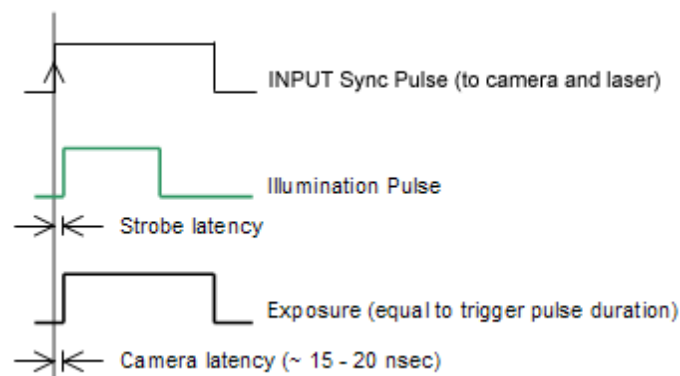 INPUT Sync Pulse (to camera and laser)
Illumination Pulse
Strobe latency
Exposure (equal to trigger pulse duration)
Camera latency (~ 15 - 20 nsec)